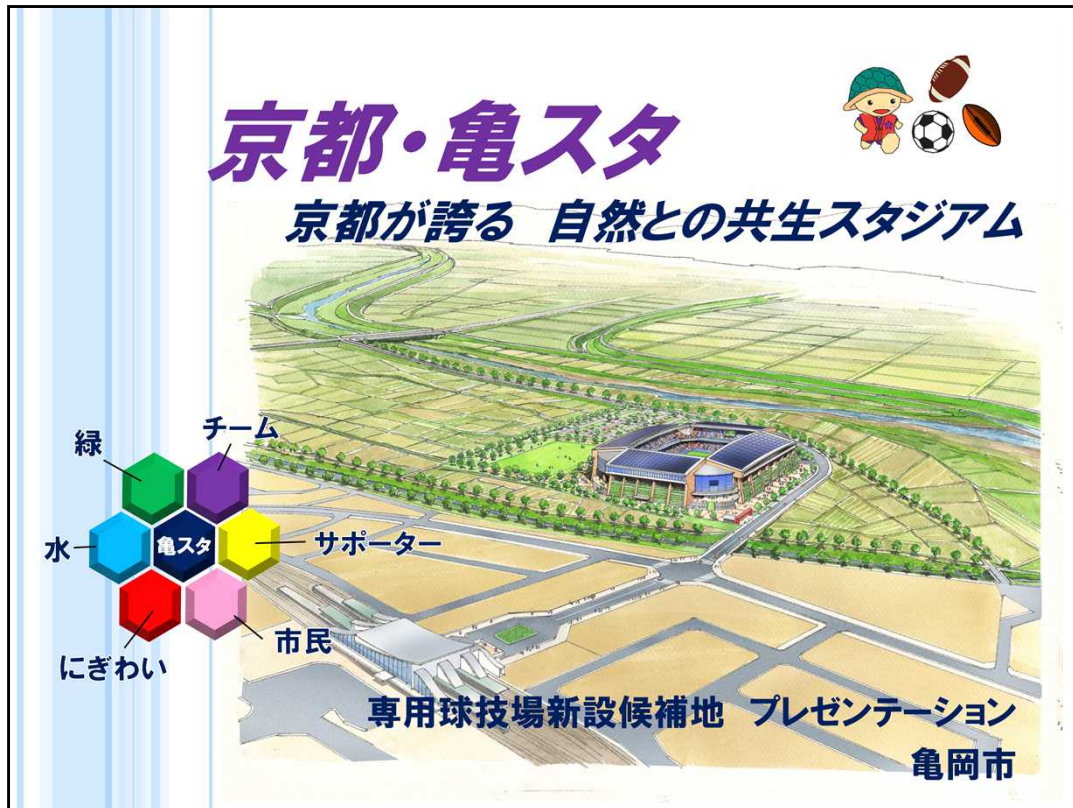 京都・亀スタ
京都が誇る 自然との共生スタジアム
緑
チーム
水
亀スタ
サポーター
にぎわい
市民
専用球技場新設候補地 プレゼンテーション
亀岡市